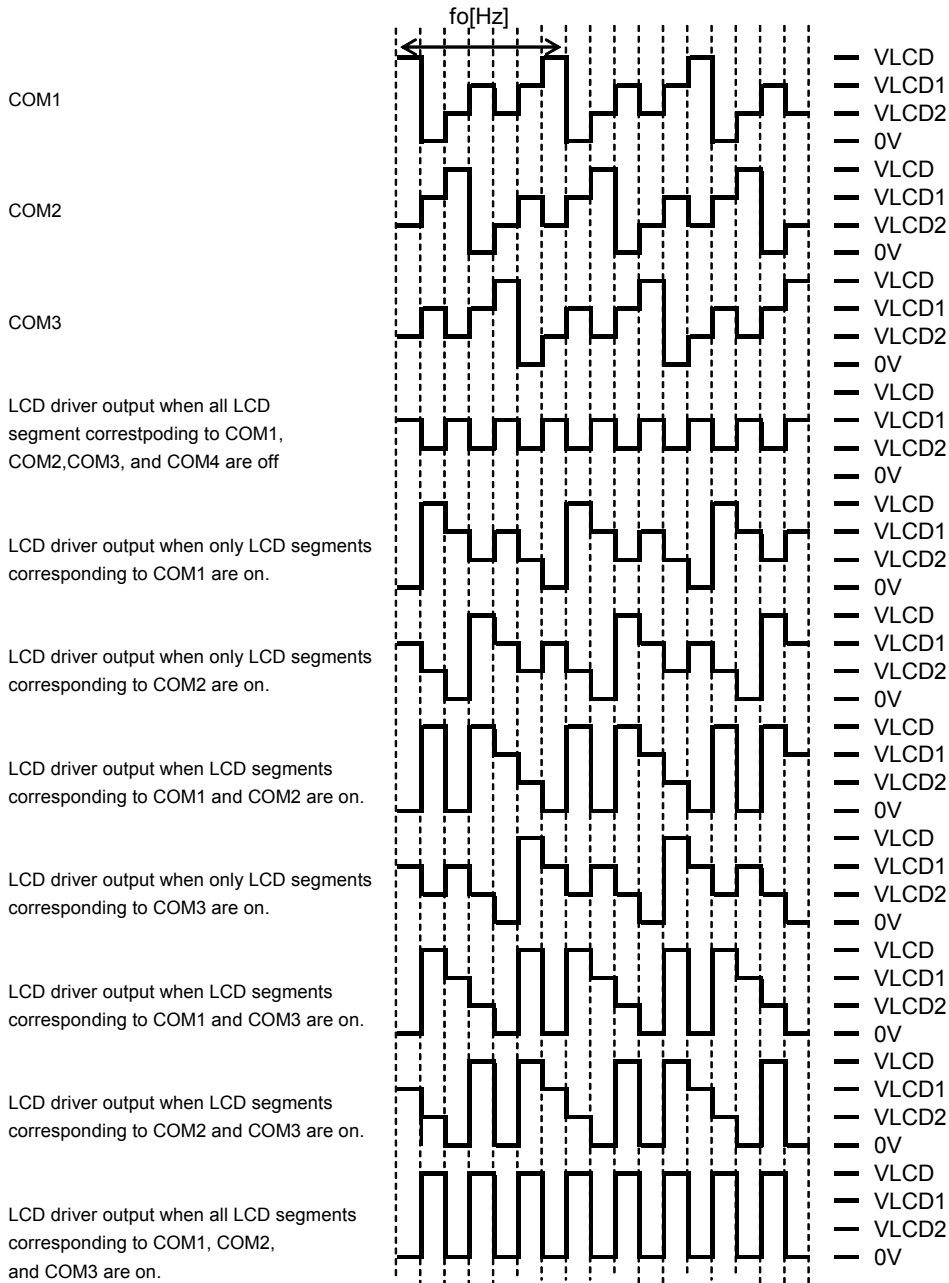 fo[Hz]
COM1
VLCD
VLCD1
VLCD2
0V
COM2
VLCD
VLCD1
VLCD2
0V
COM3
VLCD
VLCD1
VLCD2
0V
LCD driver output when all LCD
segment correstpoding to COM1,
COM2,COM3, and COM4 are off
VLCD
VLCD1
VLCD2
0V
LCD driver output when only LCD segments
corresponding to COM1 are on.
VLCD
VLCD1
VLCD2
0V
LCD driver output when only LCD segments
corresponding to COM2 are on.
VLCD
VLCD1
VLCD2
0V
LCD driver output when LCD segments
corresponding to COM1 and COM2 are on.
VLCD
VLCD1
VLCD2
0V
LCD driver output when only LCD segments
corresponding to COM3 are on.
VLCD
VLCD1
VLCD2
0V
LCD driver output when LCD segments
corresponding to COM1 and COM3 are on.
VLCD
VLCD1
VLCD2
0V
LCD driver output when LCD segments
corresponding to COM2 and COM3 are on.
VLCD
VLCD1
VLCD2
0V
LCD driver output when all LCD segments
corresponding to COM1, COM2,
and COM3 are on.
VLCD
VLCD1
VLCD2
0V